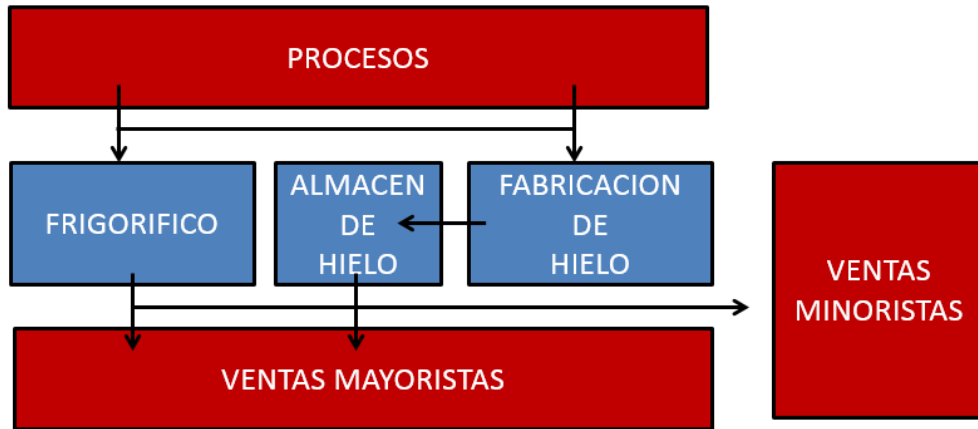 PROCESOS
FRIGORIFICO
ALMACEN
DE
HIELO
FABRICACION
DE
HIELO
VENTAS
MINORISTAS
VENTAS MAYORISTAS